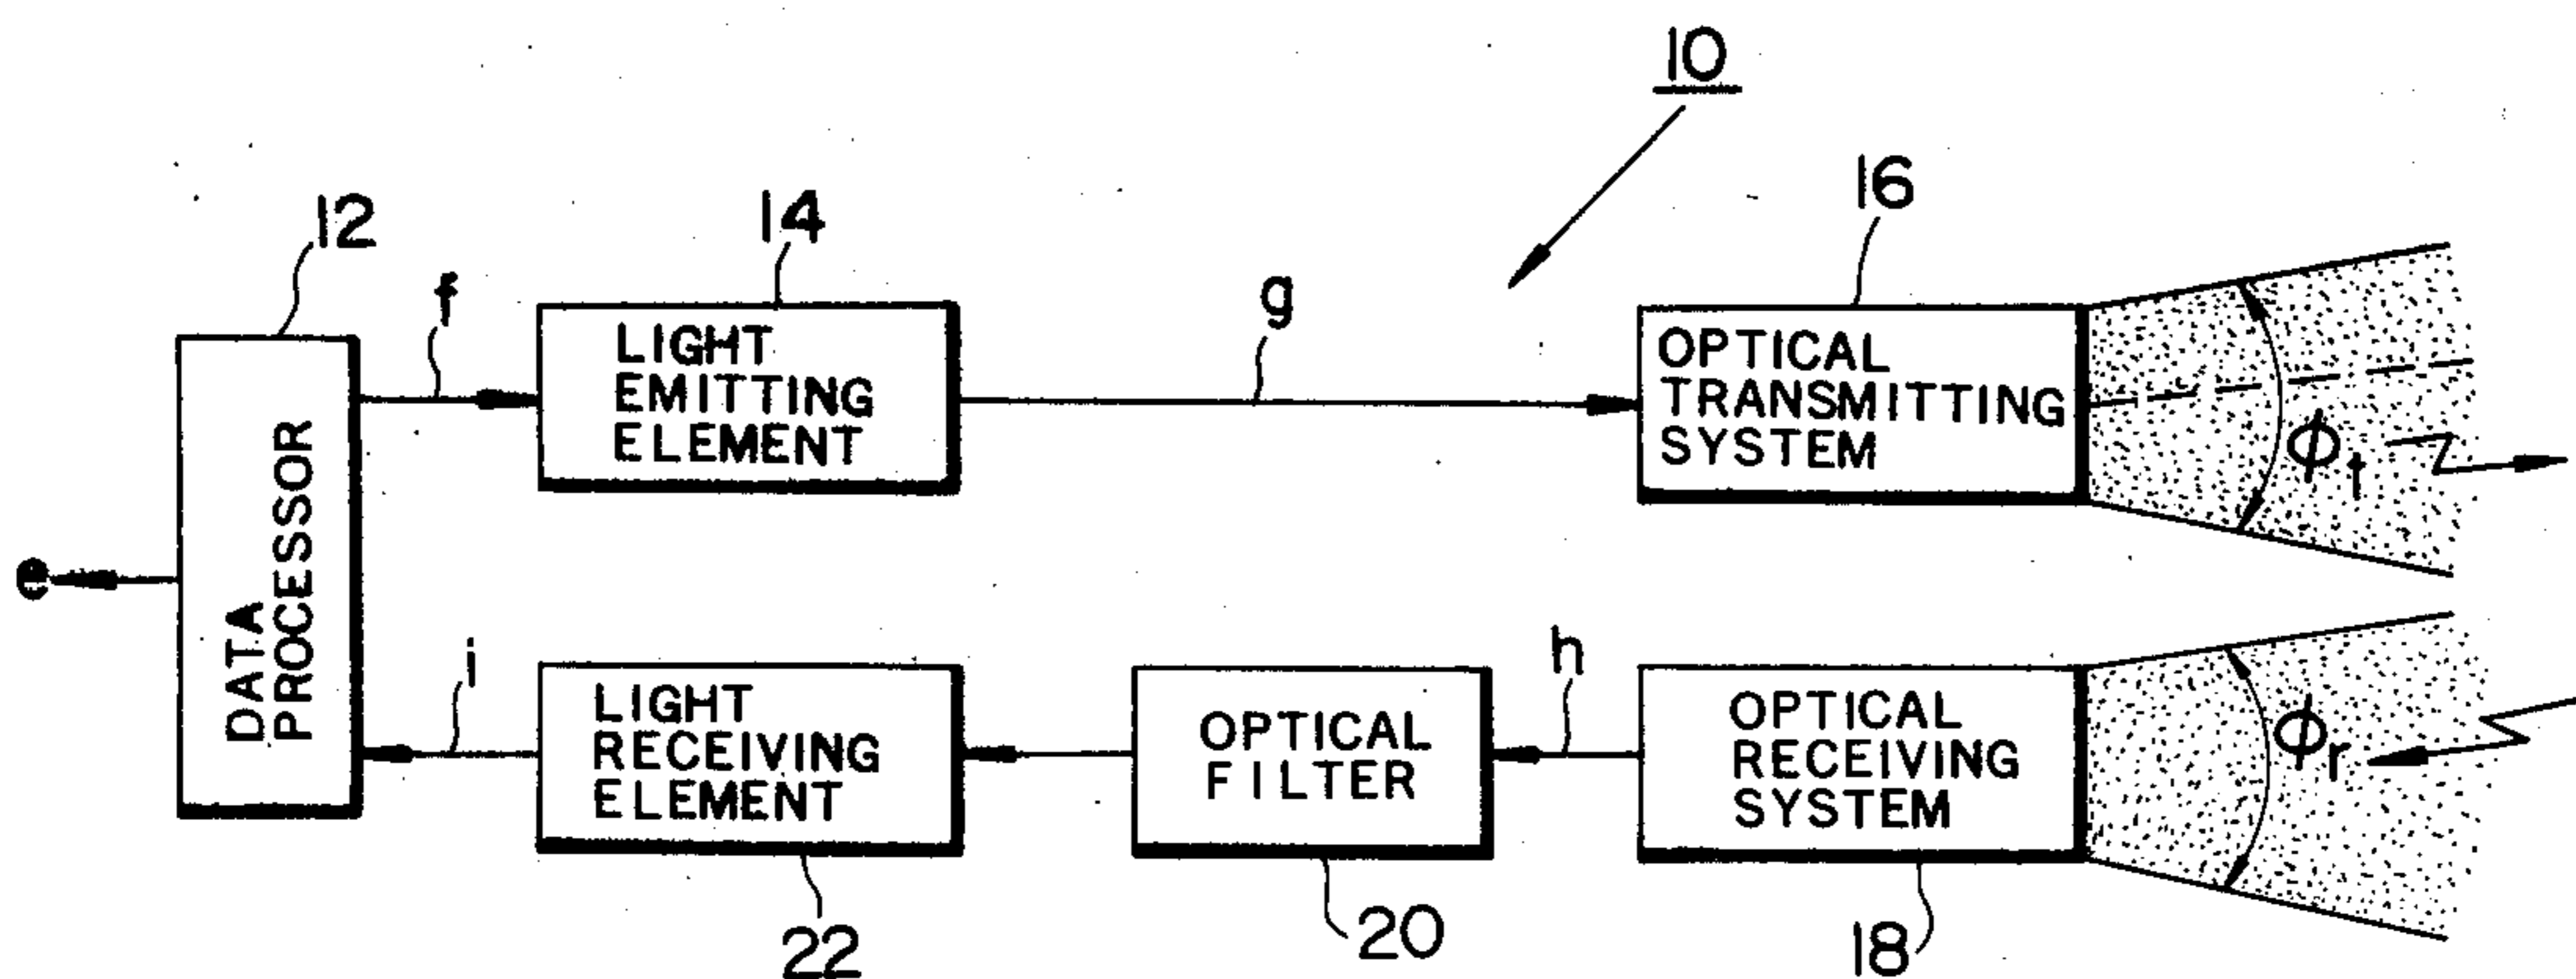 10
12
14
16
f
g
LIGHT
EMITTING
ELEMENT
OPTICAL
TRANSMITTING
SYSTEM
ϕt
e
DATA
PROCESSOR
i
h
LIGHT
RECEIVING
ELEMENT
OPTICAL
FILTER
OPTICAL
RECEIVING
SYSTEM
ϕr
22
20
18